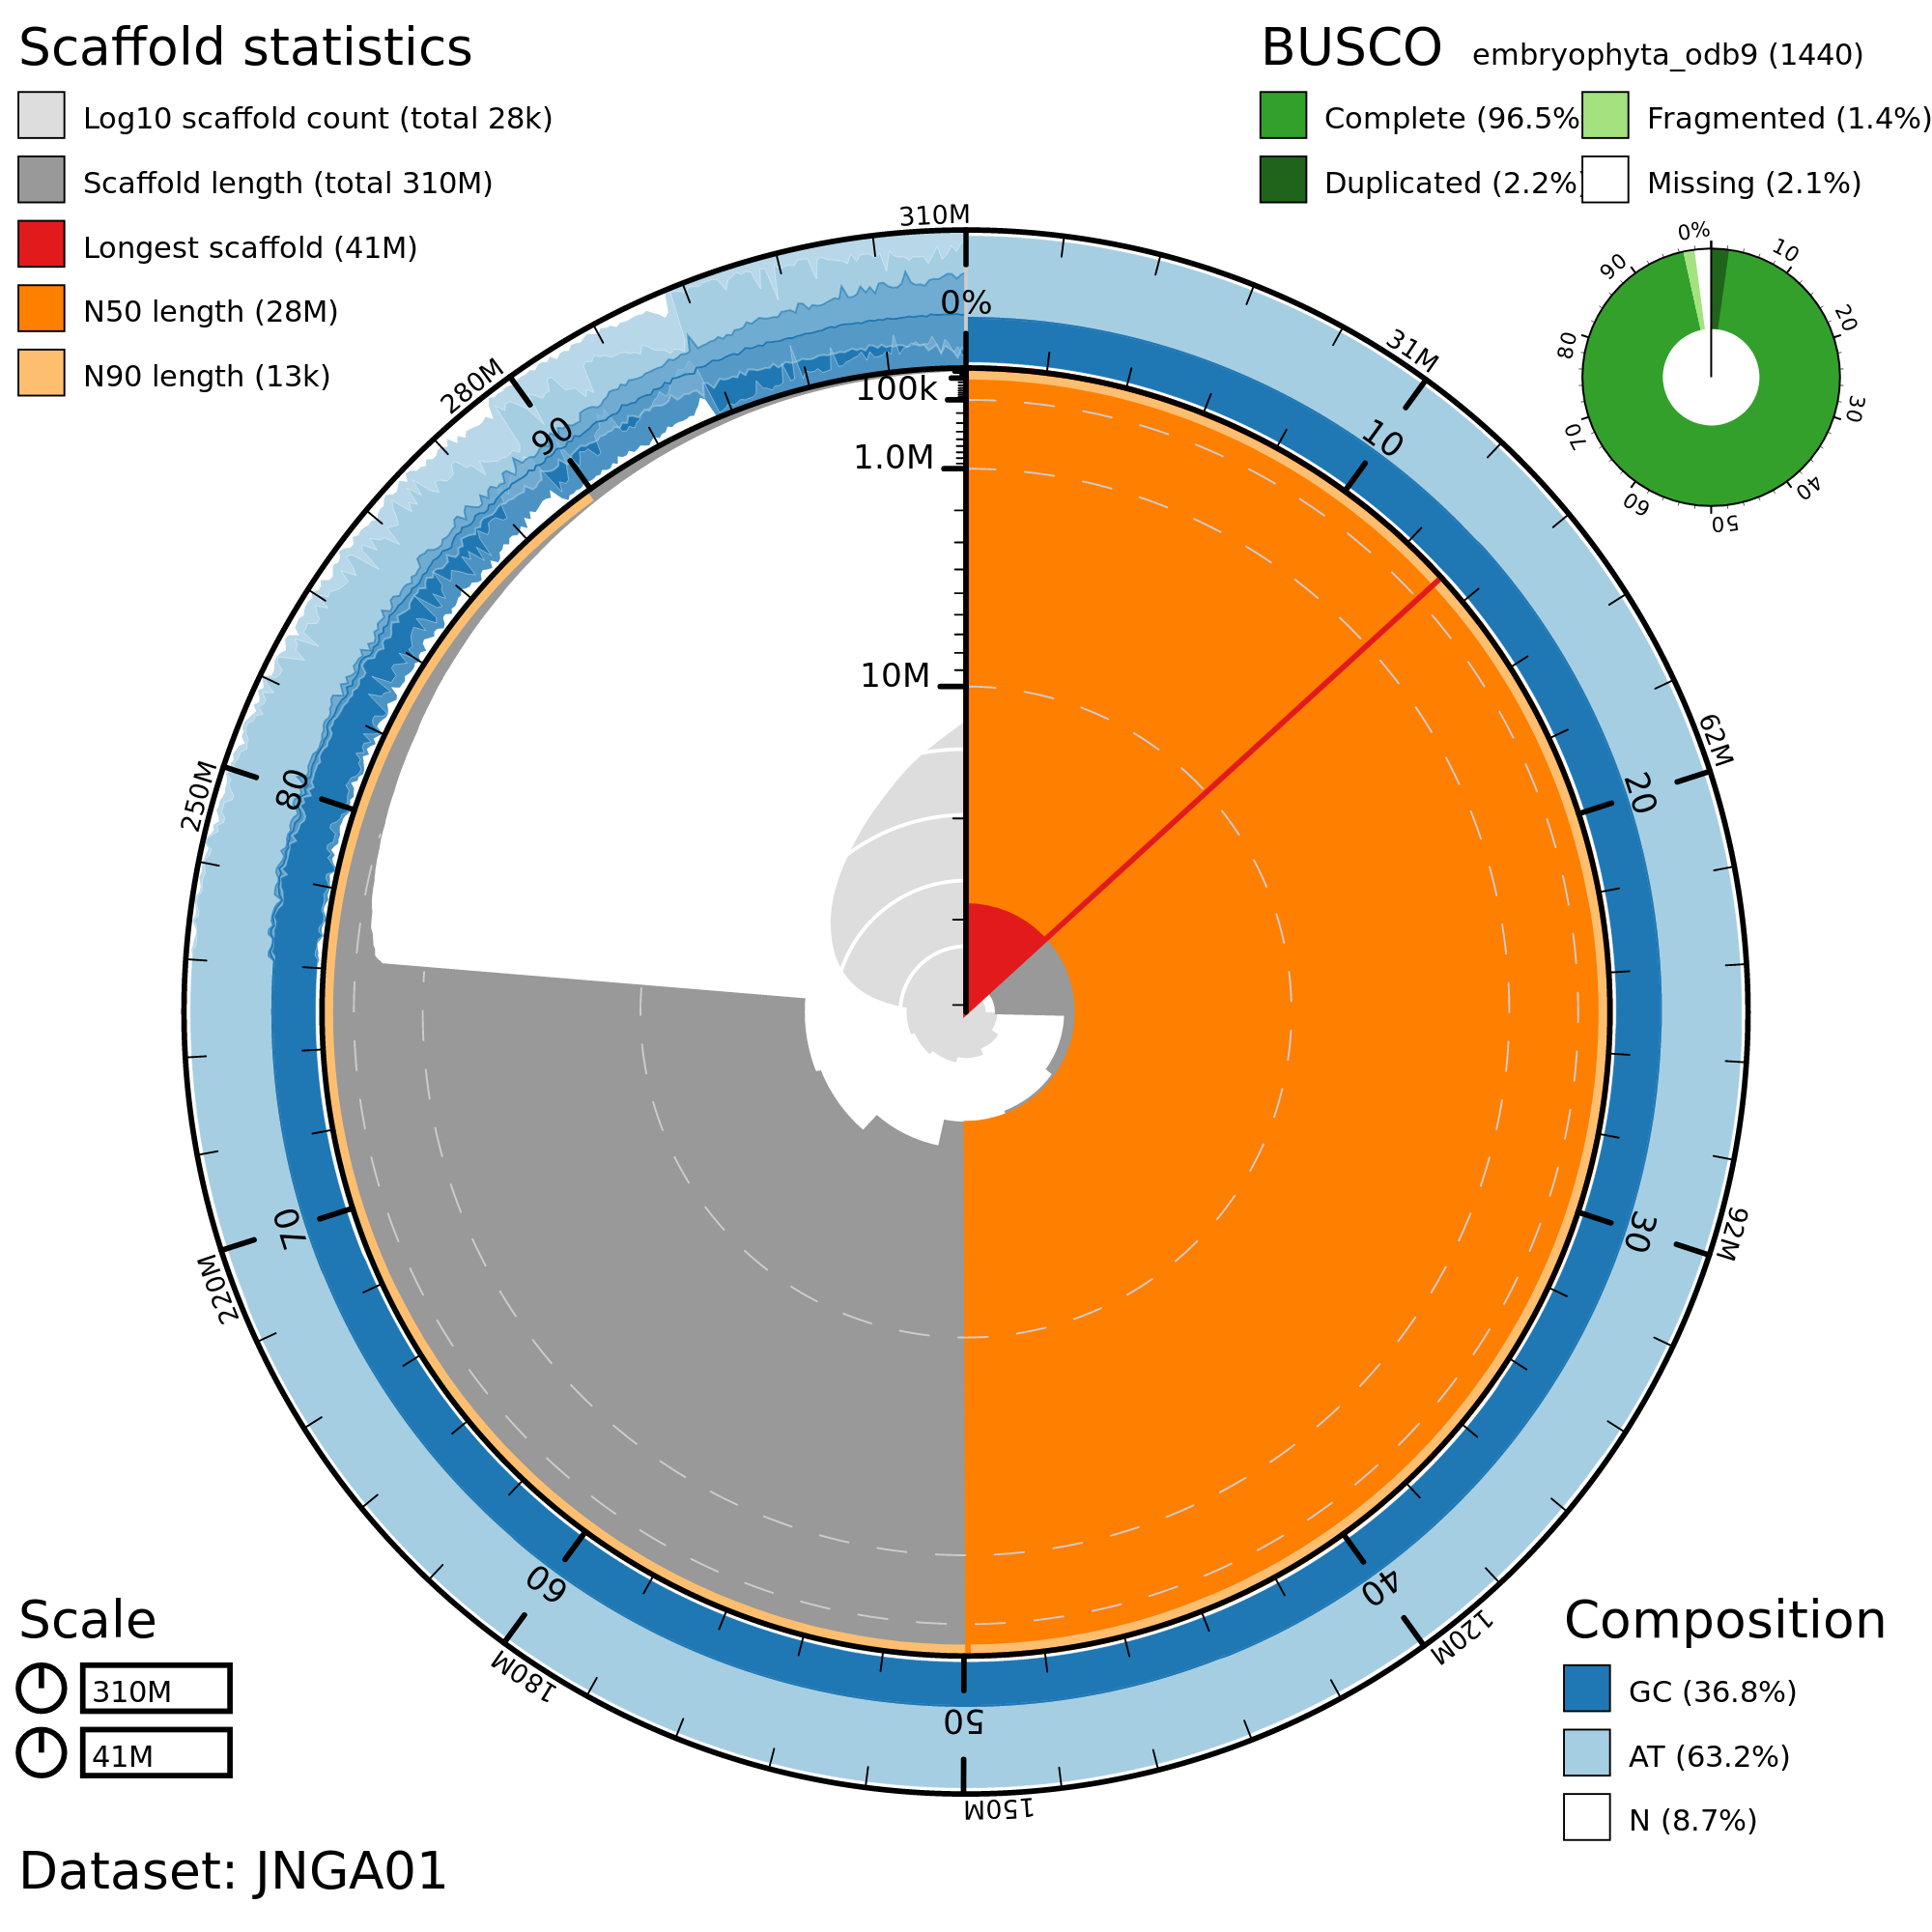 Scaffold statistics
Log10 scaffold count (total 28k)
Scaffold length (total 310M)
Longest scaffold (41M)
N50 length (28M)
N90 length (13k)
BUSCO embryophyta_odb9 (1440)
Complete (96.5% Fragmented (1.4%)
Duplicated (2.2%) Missing (2.1%)
0%
10
20
30
40
50
60
70
80
90
310M
31M
62M
92M
120M
150M
180M
220M
250M
280M
0%
10
20
30
40
50
60
70
80
90
100k
1.0M
10M
Scale
310M
41M
Composition
GC (36.8%)
AT (63.2%)
N (8.7%)
Dataset: JNGA01